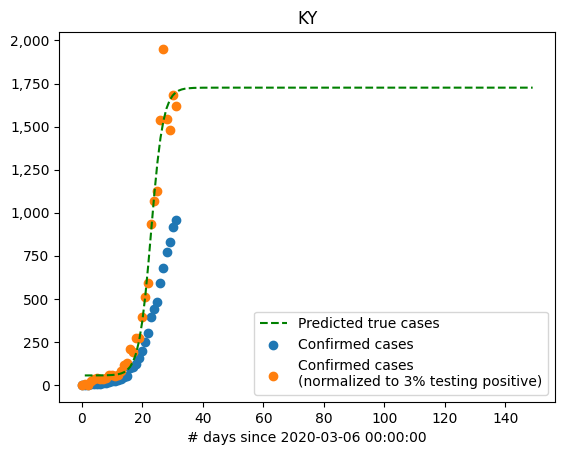 KY
2,000
1,750
1,500
1,250
1,000
750
500
250
0
Predicted true cases
Confirmed cases
Confirmed cases
(normalized to 3% testing positive)
0 20 40 60 80 100 120 140
# days since 2020-03-06 00:00:00